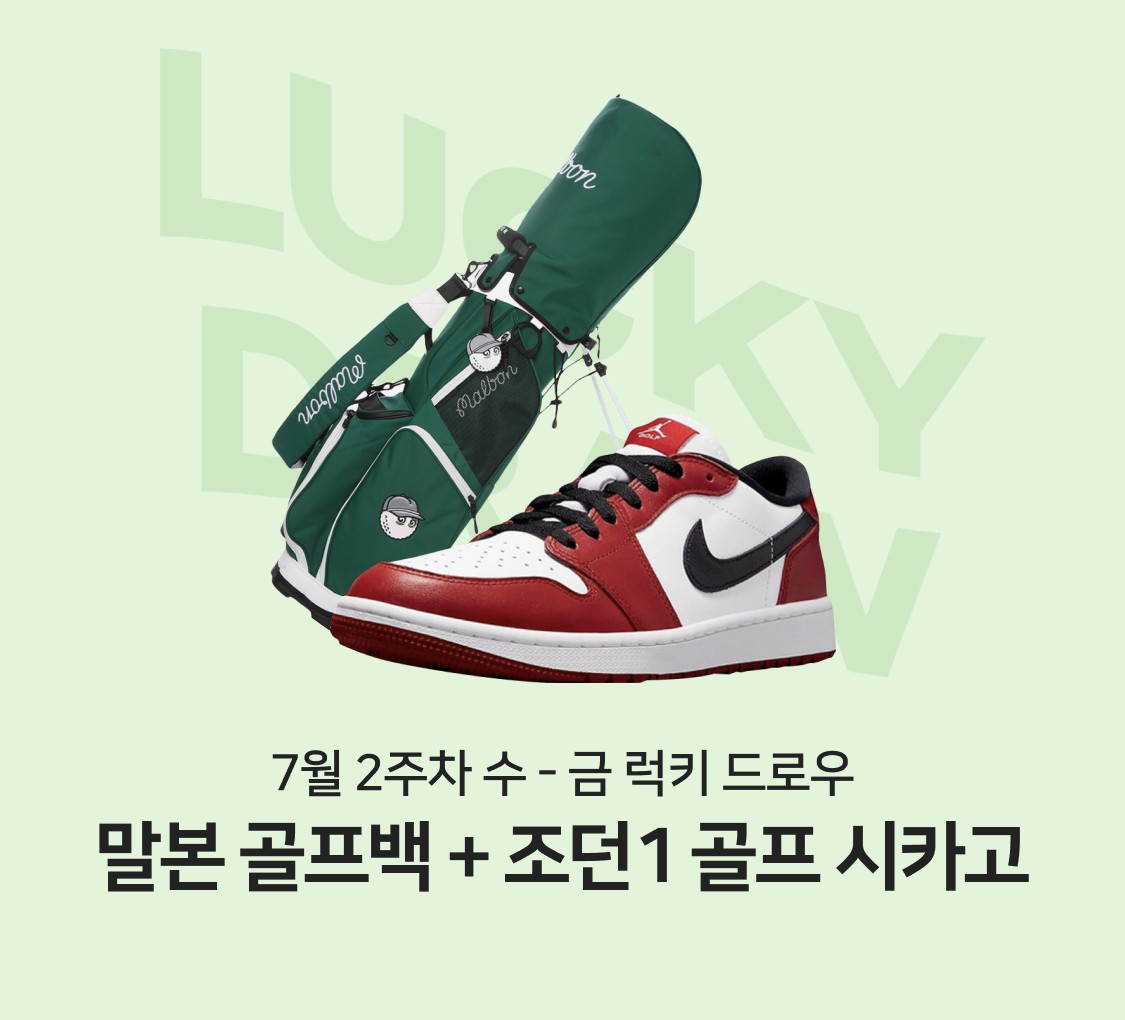 LUCKY
DRAW
Malbon
Malbon
GOLF
7월 2주차 수 - 금 럭키 드로우
말본 골프백 + 조던1 골프 시카고